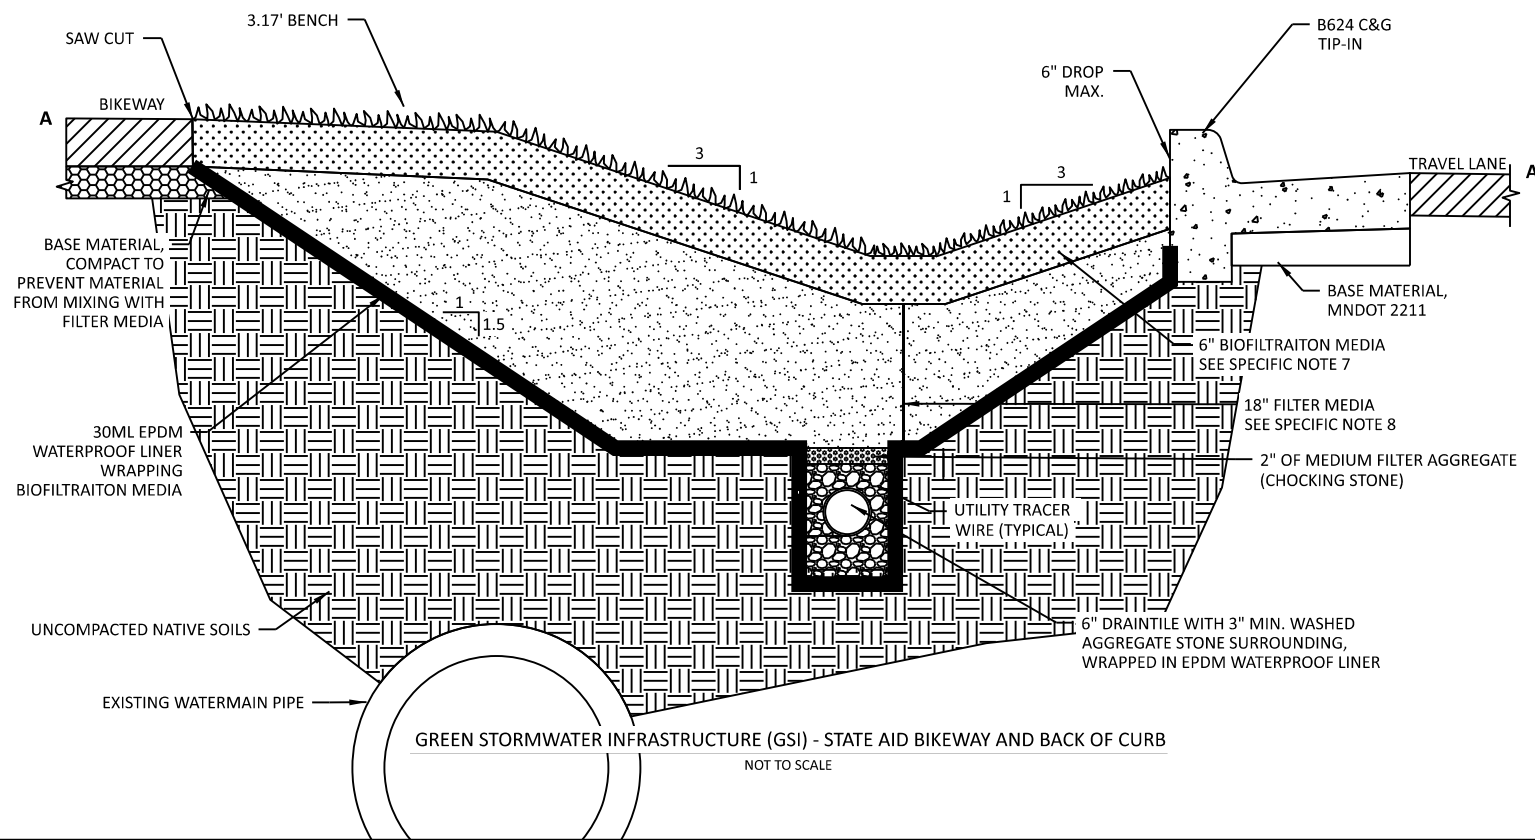 3.17' BENCH
SAW CUT
B624 C&G
TIP-IN
6" DROP
MAX.
BIKEWAY
A
3
1
3
1
TRAVEL LANE
A
BASE MATERIAL,
COMPACT TO
PREVENT MATERIAL
FROM MIXING WITH
FILTER MEDIA
1
1.5
BASE MATERIAL,
MNDOT 2211
6" BIOFILTRAITON MEDIA
SEE SPECIFIC NOTE 7
18" FILTER MEDIA
SEE SPECIFIC NOTE 8
30ML EPDM
WATERPROOF LINER
WRAPPING
BIOFILTRAITON MEDIA
2" OF MEDIUM FILTER AGGREGATE
(CHOCKING STONE)
UTILITY TRACER
WIRE (TYPICAL)
UNCOMPACTED NATIVE SOILS
6" DRAINTILE WITH 3" MIN. WASHED
AGGREGATE STONE SURROUNDING,
WRAPPED IN EPDM WATERPROOF LINER
EXISTING WATERMAIN PIPE
GREEN STORMWATER INFRASTRUCTURE (GSI) - STATE AID BIKEWAY AND BACK OF CURB
NOT TO SCALE